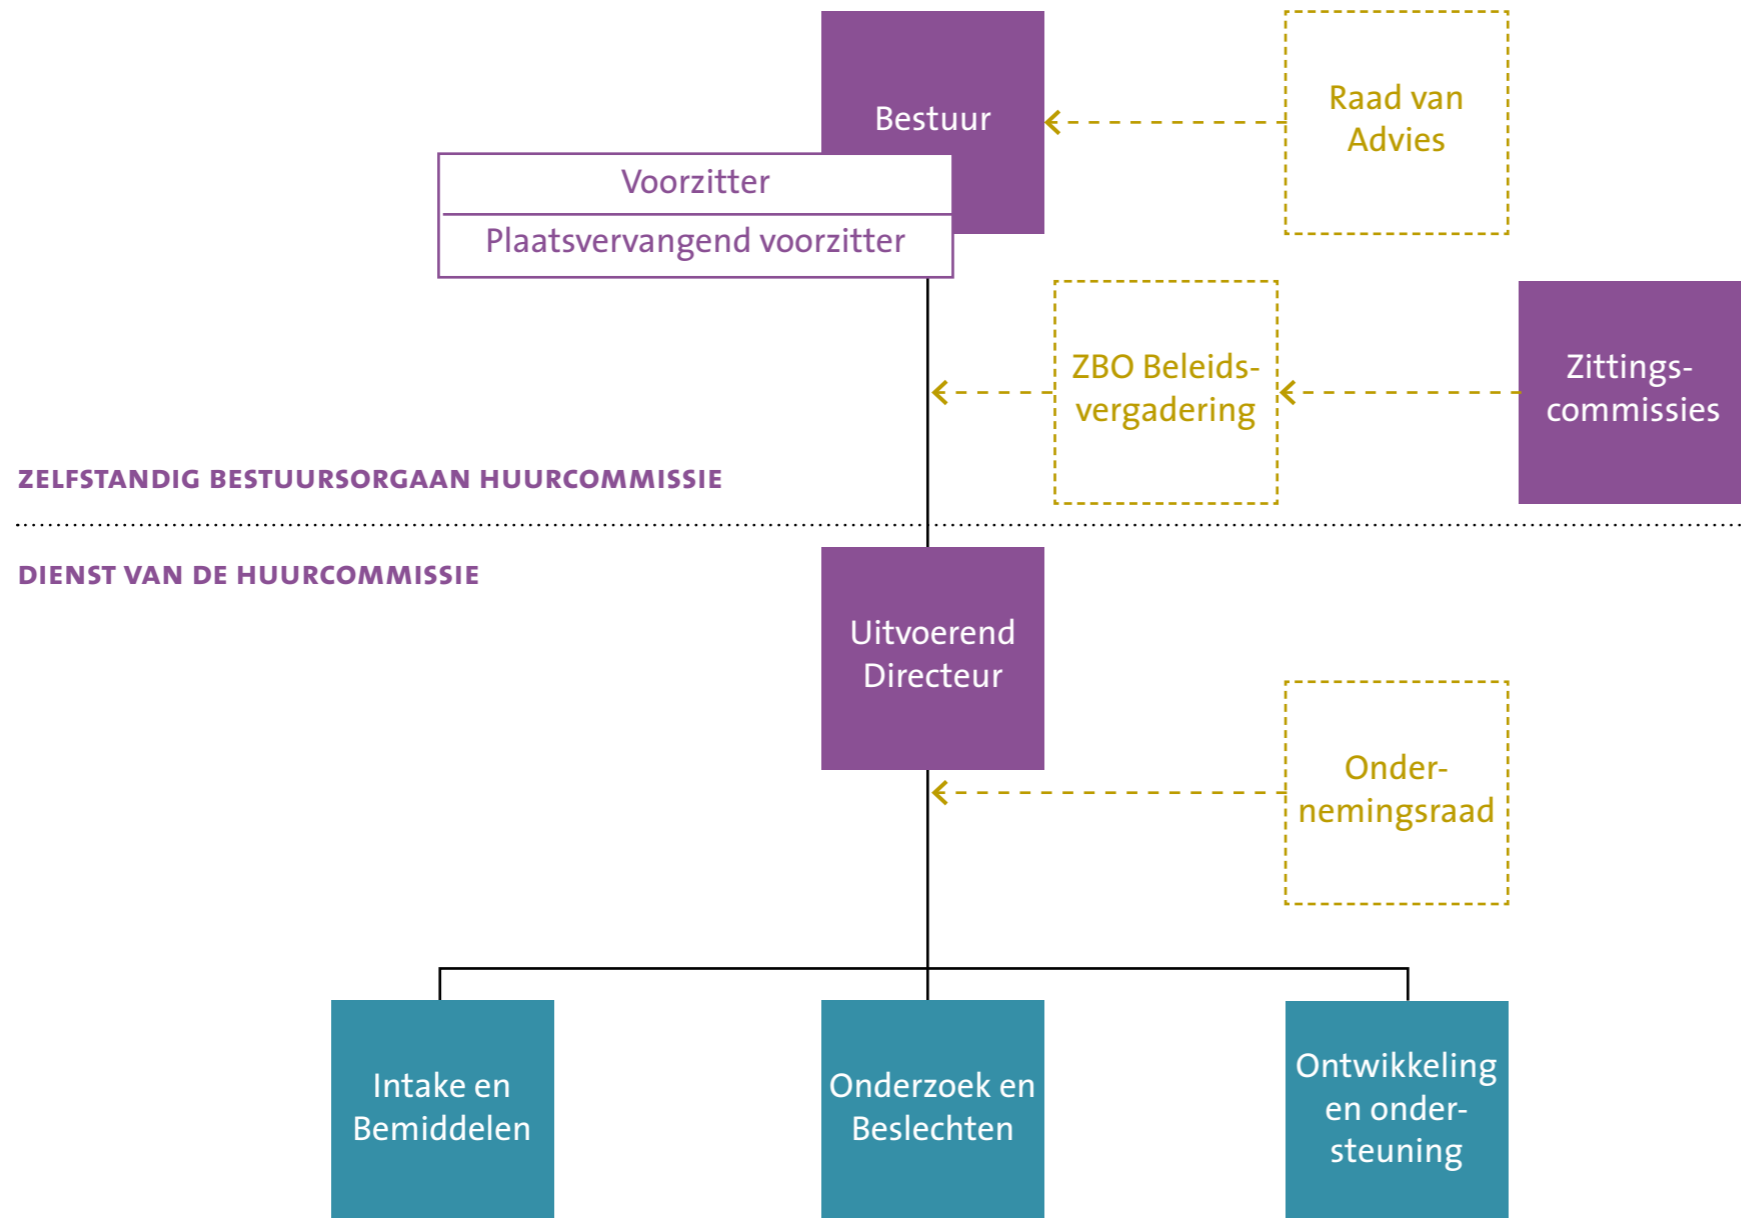 Bestuur
Raad van
Advies
Voorzitter
Plaatsvervangend voorzitter
ZBO Beleids-
vergadering
Zittings-
commissies
ZELFSTANDIG BESTUURSORGAAN HUURCOMMISSIE
DIENST VAN DE HUURCOMMISSIE
Uitvoerend
Directeur
Onder-
nemingsraad
Intake en
Bemiddelen
Onderzoek en
Beslechten
Ontwikkeling
en onder-
steuning